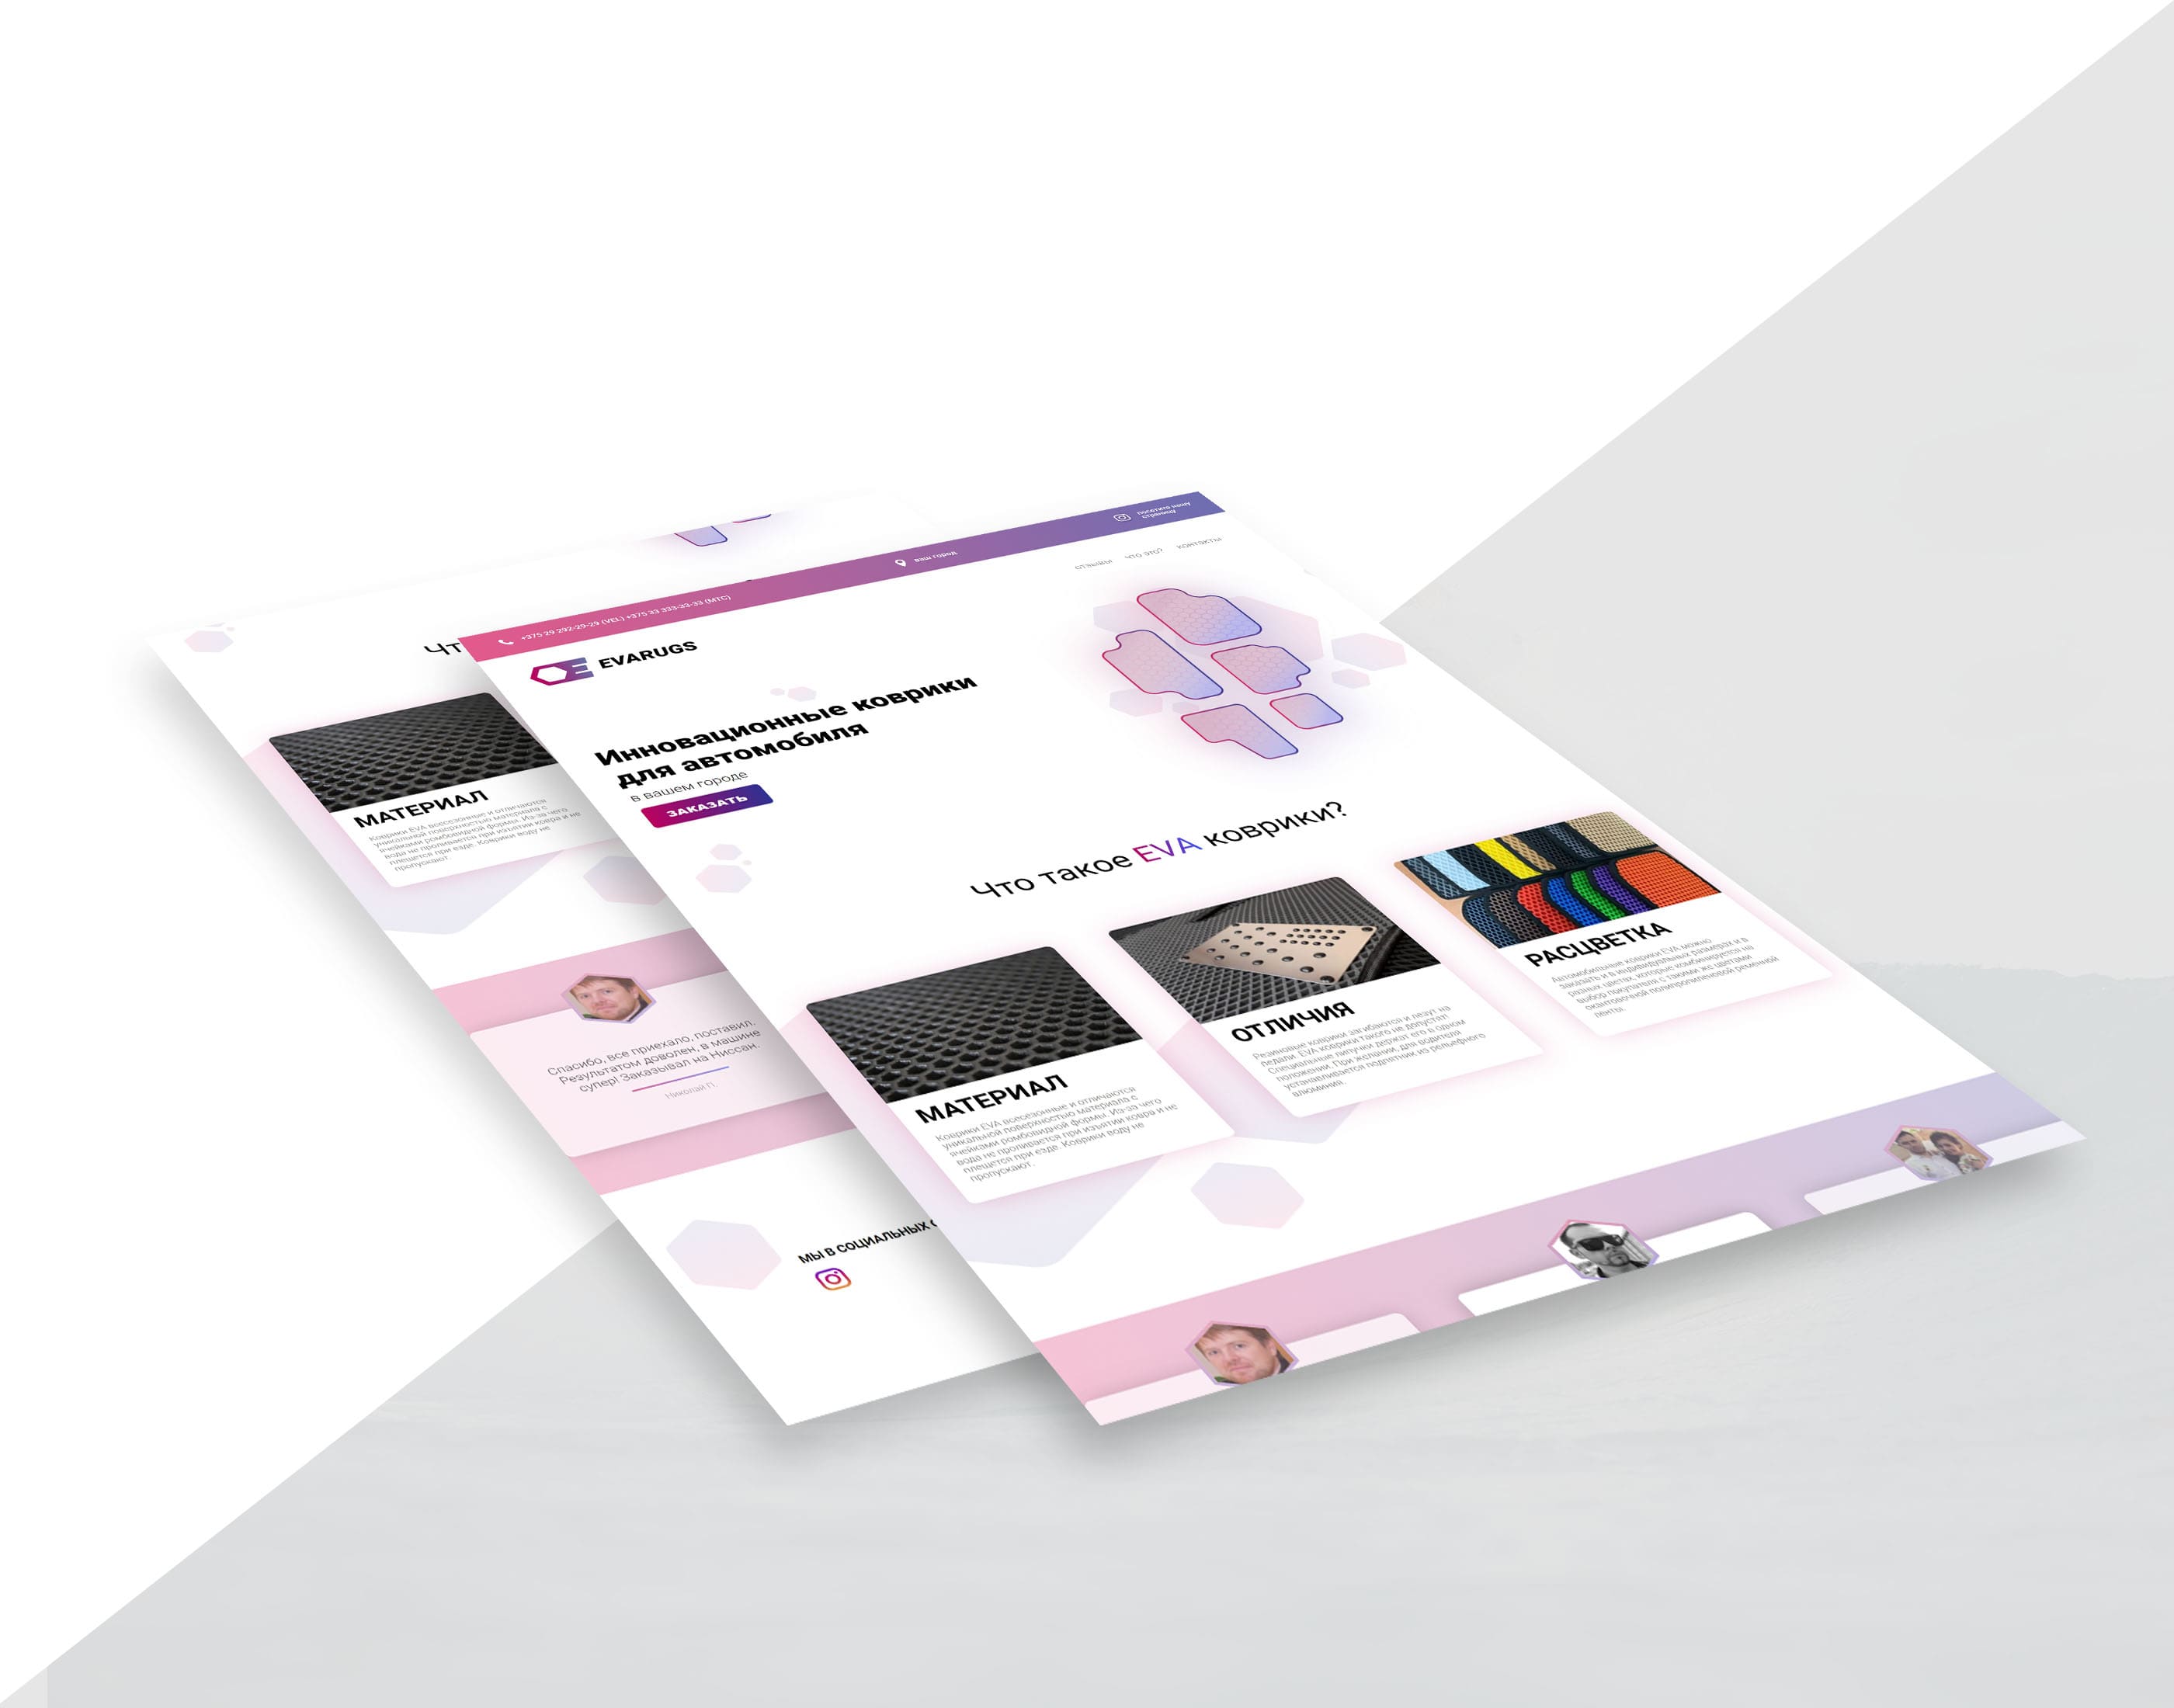 +375 29 292-29-29 (VEL) +375 33 333-33-33 (МТС)
ваш город
посетите нашу
страницу
EVARUGS
отзывы что это? контакты
Инновационные коврики
для автомобиля
в вашем городе
ЗАКАЗАТЬ
Что такое EVA коврики?
МАТЕРИАЛ
Коврики EVA всесезонные и отличаются
уникальной поверхностью материала с
ячейками ромбовидной формы. Из-за чего
вода не проливается при изъятии ковра и не
плещется при езде. Коврики воду не
пропускают.
ОТЛИЧИЯ
Резиновые коврики загибаются и лезут на
педали. EVA коврики такого не допустят!
Специальные липучки держат его в одном
положении. При желании, для водителя
устанавливается подпятник из рельефного
алюминия.
РАСЦВЕТКА
Автомобильные коврики EVA можно
заказать и в индивидуальных размерах и в
разных цветах, которые комбинируется на
выбор покупателя с такими же цветами
окантовочной полипропиленовой ременной
ленты.
Чт
МАТЕРИАЛ
Коврики EVA всесезонные и отличаются
уникальной поверхностью материала с
ячейками ромбовидной формы. Из-за чего
вода не проливается при изъятии ковра и не
плещется при езде. Коврики воду не
пропускают.
Спасибо, все приехало, поставил.
Результатом доволен, в машине
супер! Заказывал на Ниссан.
Николай П.
МЫ В СОЦИАЛЬНЫХ